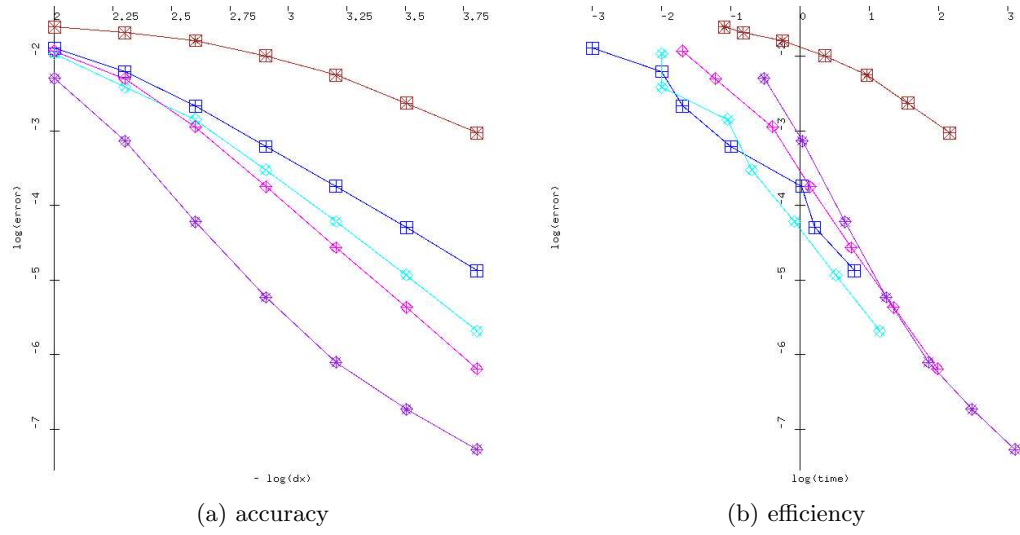 2 2.25 2.5 2.75 3 3.25 3.5 3.75
-2
-3
-4
-5
-6
-7
log(error)
- log(dx)
(a) accuracy
-3 -2 -1 0 1 2 3
-2
-3
-4
-5
-6
-7
log(error)
log(time)
(b) efficiency